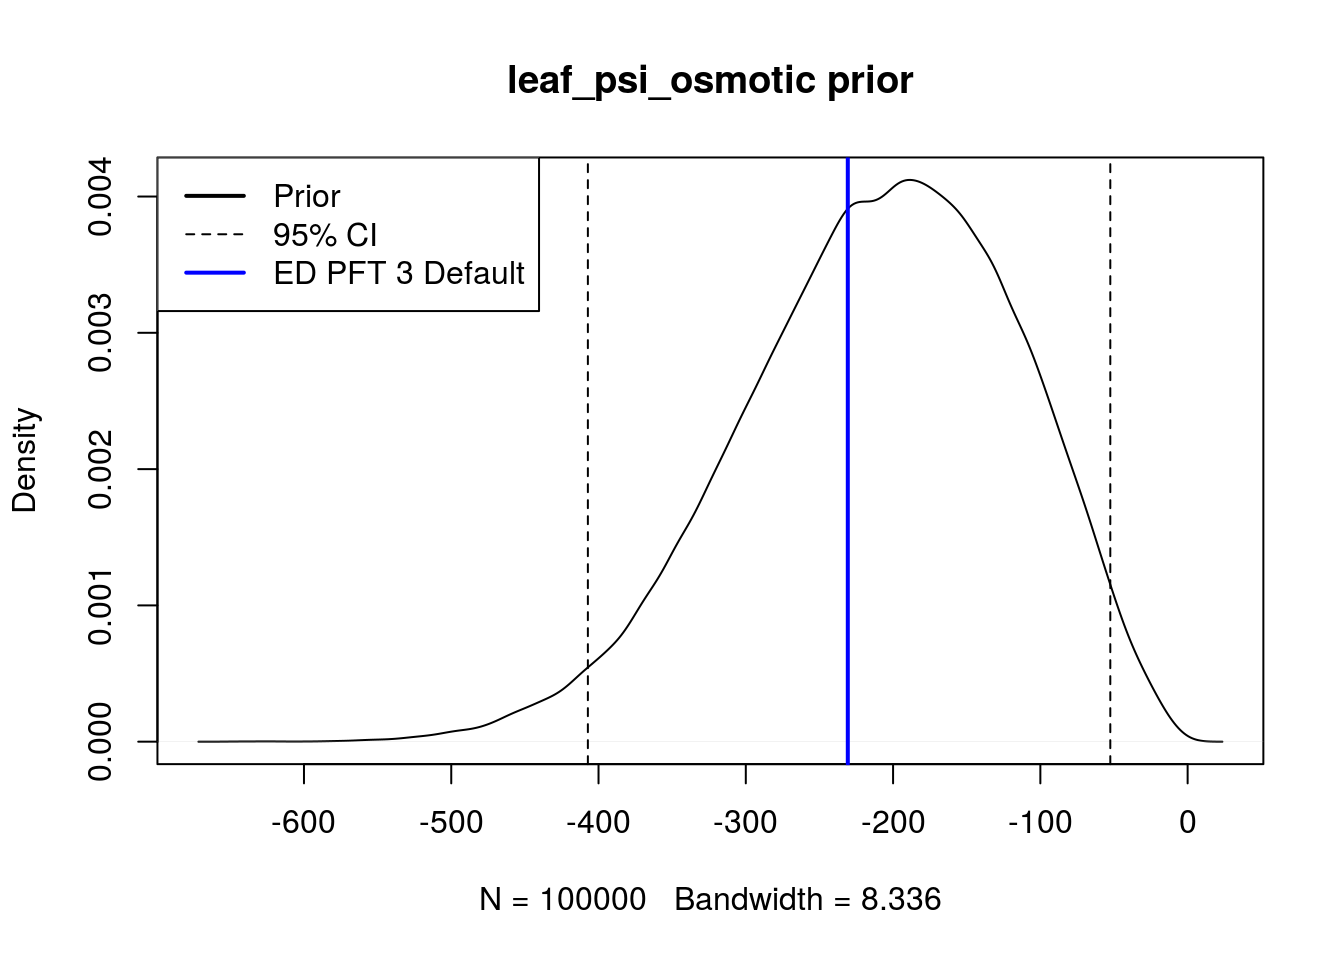 leaf_psi_osmotic prior
Prior
95% CI
ED PFT 3 Default
Density
0.000
0.001
0.002
0.003
0.004
-600 -500 -400 -300 -200 -100 0
N = 100000 Bandwidth = 8.336